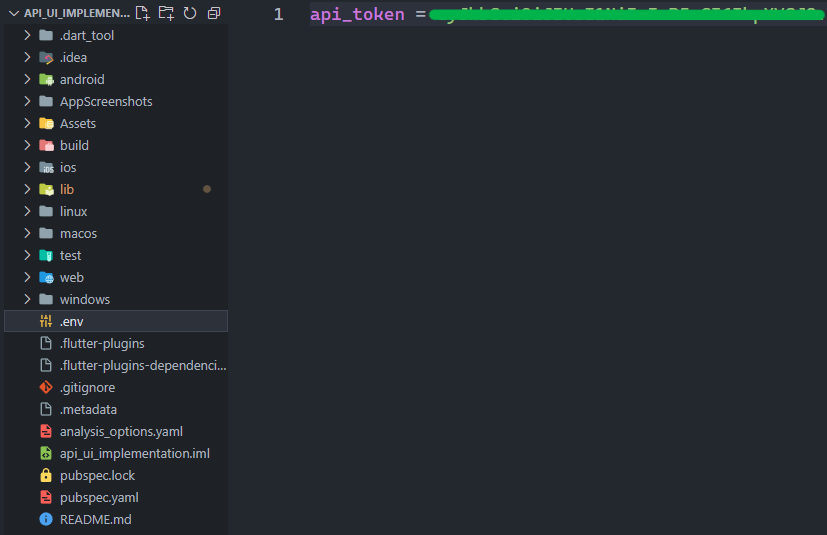 API_UI_IMPLEMEN...
.dart_tool
.idea
android
AppScreenshots
Assets
build
ios
lib
linux
macos
test
web
windows
.env
.flutter-plugins
.flutter-plugins-dependenci...
.gitignore
.metadata
analysis_options.yaml
api_ui_implementation.iml
pubspec.lock
pubspec.yaml
README.md
1 api_token =